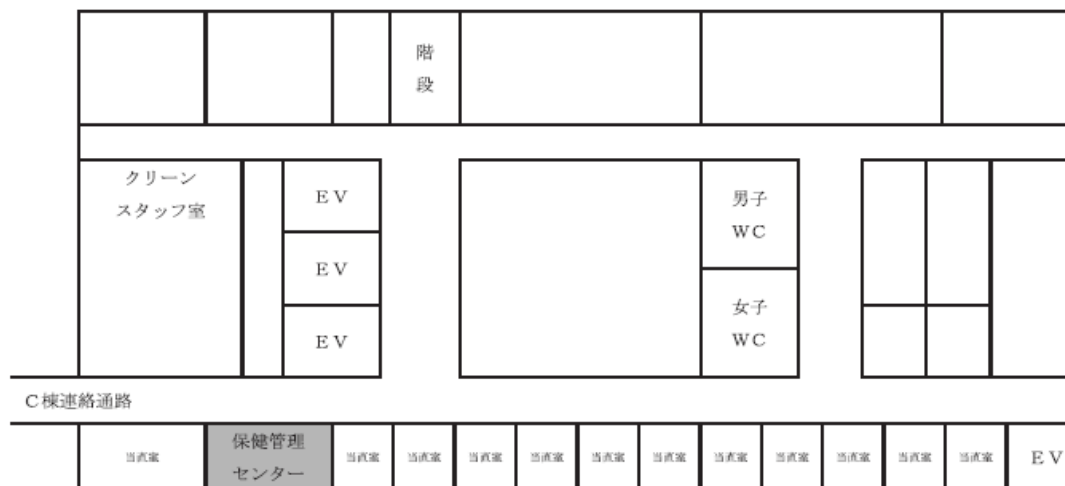 階
段
クリーン
スタッフ室
EV
EV
EV
男子
WC
女子
WC
C棟連絡通路
当直室
保健管理
センター
当直室
当直室
当直室
当直室
当直室
当直室
当直室
当直室
当直室
当直室
当直室
EV